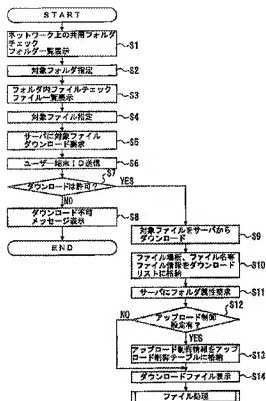 START
ネットワーク上の共用フォルダ
チェック
フォルダ一覧表示
S1
対象フォルダ指定
S2
フォルダ内ファイルチェック
ファイル一覧表示
S3
対象ファイル指定
S4
サーバに対象ファイル
ダウンロード要求
S5
ユーザー端末ID送信
S6
S7
ダウンロードは許可?
YES
NO
ダウンロード不可
メッセージ表示
S8
END
対象ファイルをサーバから
ダウンロード
S9
ファイル場所、ファイル名等
ファイル情報をダウンロード
リストに格納
S10
サーバにフォルダ属性要求
S11
S12
アップロード制御
設定有?
NO
YES
アップロード制御情報をアップ
ロード制御テーブルに格納
S13
ダウンロードファイル表示
S14
ファイル処理